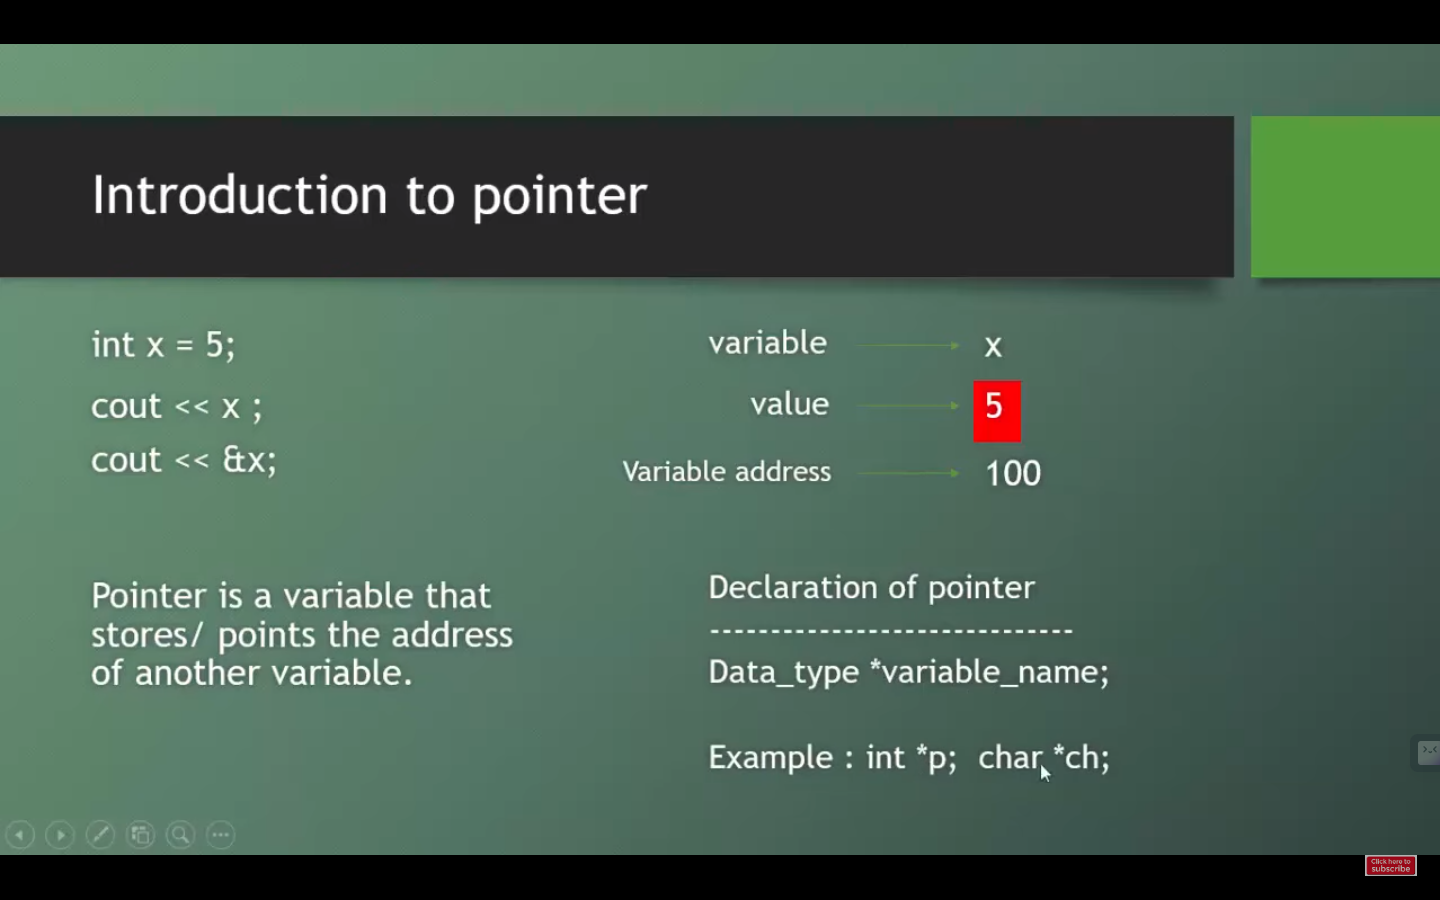 Introduction to pointer
int x = 5;
cout << x ;
cout << &x;
variable
x
value
5
Variable address
100
Pointer is a variable that
stores/ points the address
of another variable.
Declaration of pointer
------------------------------
Data_type *variable_name;
Example : int *p;  char *ch;
Click here to
subscribe